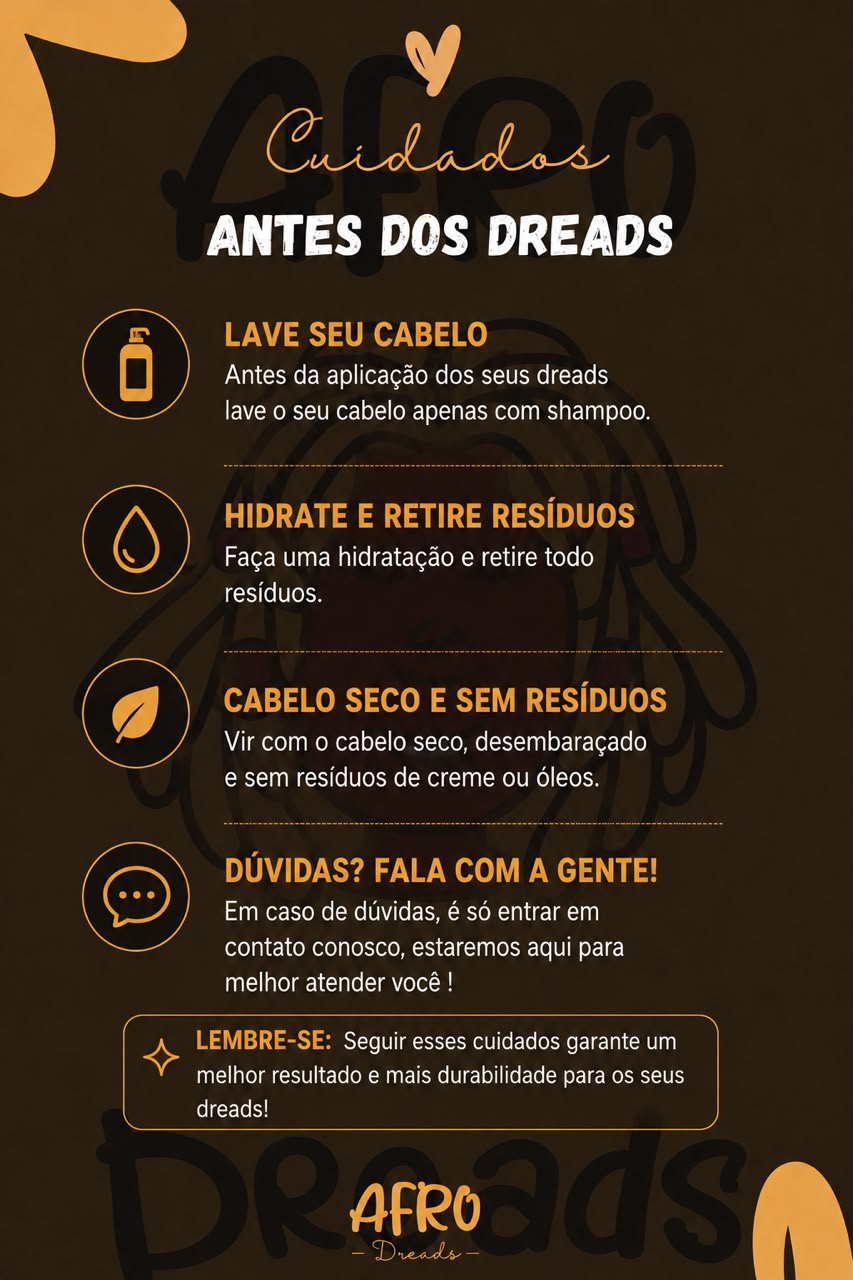 Afro
Cuidados
ANTES DOS DREADS
LAVE SEU CABELO
Antes da aplicação dos seus dreads
lave o seu cabelo apenas com shampoo.
HIDRATE E RETIRE RESÍDUOS
Faça uma hidratação e retire todo
resíduos.
CABELO SECO E SEM RESÍDUOS
Vir com o cabelo seco, desembaraçado
e sem resíduos de creme ou óleos.
DÚVIDAS? FALA COM A GENTE!
Em caso de dúvidas, é só entrar em
contato conosco, estaremos aqui para
melhor atender você !
LEMBRE-SE: Seguir esses cuidados garante um
melhor resultado e mais durabilidade para os seus
dreads!
Dreads
AFRO
Dreads